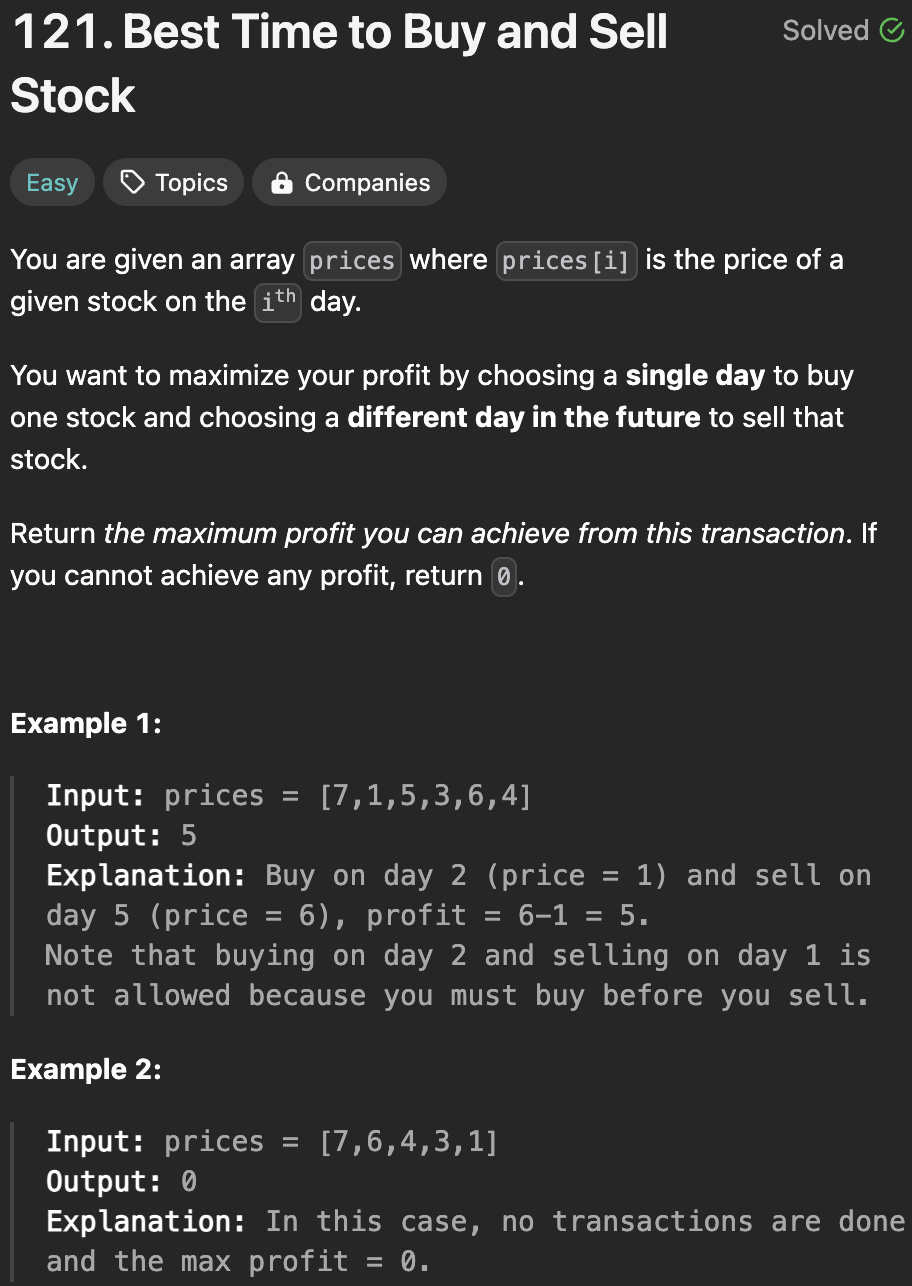 121. Best Time to Buy and Sell
Solved
Stock
Easy
Topics
Companies
You are given an array prices where prices[i] is the price of a
given stock on the ith day.
You want to maximize your profit by choosing a single day to buy
one stock and choosing a different day in the future to sell that
stock.
Return the maximum profit you can achieve from this transaction. If
you cannot achieve any profit, return 0.
Example 1:
Input: prices = [7,1,5,3,6,4]
Output: 5
Explanation: Buy on day 2 (price = 1) and sell on
day 5 (price = 6), profit = 6-1 = 5.
Note that buying on day 2 and selling on day 1 is
not allowed because you must buy before you sell.
Example 2:
Input: prices = [7,6,4,3,1]
Output: 0
Explanation: In this case, no transactions are done
and the max profit = 0.